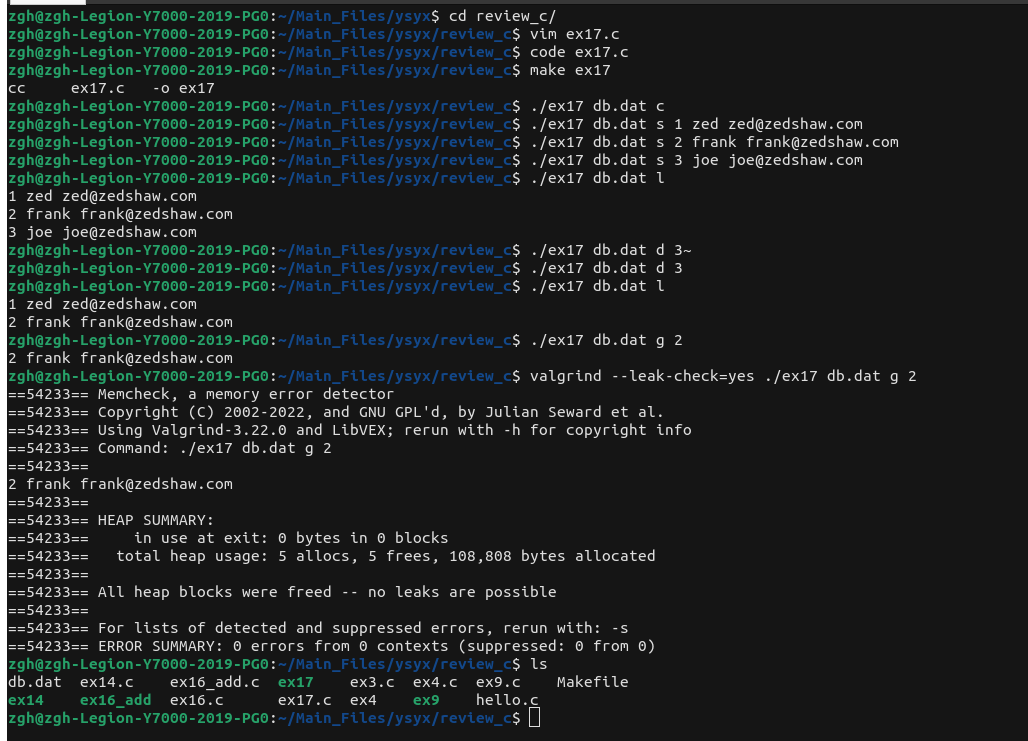 zgh@zgh-Legion-Y7000-2019-PG0:~/Main_Files/ysyx$ cd review_c/
zgh@zgh-Legion-Y7000-2019-PG0:~/Main_Files/ysyx/review_c$ vim ex17.c
zgh@zgh-Legion-Y7000-2019-PG0:~/Main_Files/ysyx/review_c$ code ex17.c
zgh@zgh-Legion-Y7000-2019-PG0:~/Main_Files/ysyx/review_c$ make ex17
cc     ex17.c   -o ex17
zgh@zgh-Legion-Y7000-2019-PG0:~/Main_Files/ysyx/review_c$ ./ex17 db.dat c
zgh@zgh-Legion-Y7000-2019-PG0:~/Main_Files/ysyx/review_c$ ./ex17 db.dat s 1 zed zed@zedshaw.com
zgh@zgh-Legion-Y7000-2019-PG0:~/Main_Files/ysyx/review_c$ ./ex17 db.dat s 2 frank frank@zedshaw.com
zgh@zgh-Legion-Y7000-2019-PG0:~/Main_Files/ysyx/review_c$ ./ex17 db.dat s 3 joe joe@zedshaw.com
zgh@zgh-Legion-Y7000-2019-PG0:~/Main_Files/ysyx/review_c$ ./ex17 db.dat l
1 zed zed@zedshaw.com
2 frank frank@zedshaw.com
3 joe joe@zedshaw.com
zgh@zgh-Legion-Y7000-2019-PG0:~/Main_Files/ysyx/review_c$ ./ex17 db.dat d 3~
zgh@zgh-Legion-Y7000-2019-PG0:~/Main_Files/ysyx/review_c$ ./ex17 db.dat d 3
zgh@zgh-Legion-Y7000-2019-PG0:~/Main_Files/ysyx/review_c$ ./ex17 db.dat l
1 zed zed@zedshaw.com
2 frank frank@zedshaw.com
zgh@zgh-Legion-Y7000-2019-PG0:~/Main_Files/ysyx/review_c$ ./ex17 db.dat g 2
2 frank frank@zedshaw.com
zgh@zgh-Legion-Y7000-2019-PG0:~/Main_Files/ysyx/review_c$ valgrind --leak-check=yes ./ex17 db.dat g 2
==54233== Memcheck, a memory error detector
==54233== Copyright (C) 2002-2022, and GNU GPL'd, by Julian Seward et al.
==54233== Using Valgrind-3.22.0 and LibVEX; rerun with -h for copyright info
==54233== Command: ./ex17 db.dat g 2
==54233==
2 frank frank@zedshaw.com
==54233==
==54233== HEAP SUMMARY:
==54233==     in use at exit: 0 bytes in 0 blocks
==54233==   total heap usage: 5 allocs, 5 frees, 108,808 bytes allocated
==54233==
==54233== All heap blocks were freed -- no leaks are possible
==54233==
==54233== For lists of detected and suppressed errors, rerun with: -s
==54233== ERROR SUMMARY: 0 errors from 0 contexts (suppressed: 0 from 0)
zgh@zgh-Legion-Y7000-2019-PG0:~/Main_Files/ysyx/review_c$ ls
db.dat  ex14.c    ex16_add.c  ex17    ex3.c  ex4.c  ex9.c    Makefile
ex14    ex16_add  ex16.c      ex17.c  ex4    ex9    hello.c
zgh@zgh-Legion-Y7000-2019-PG0:~/Main_Files/ysyx/review_c$